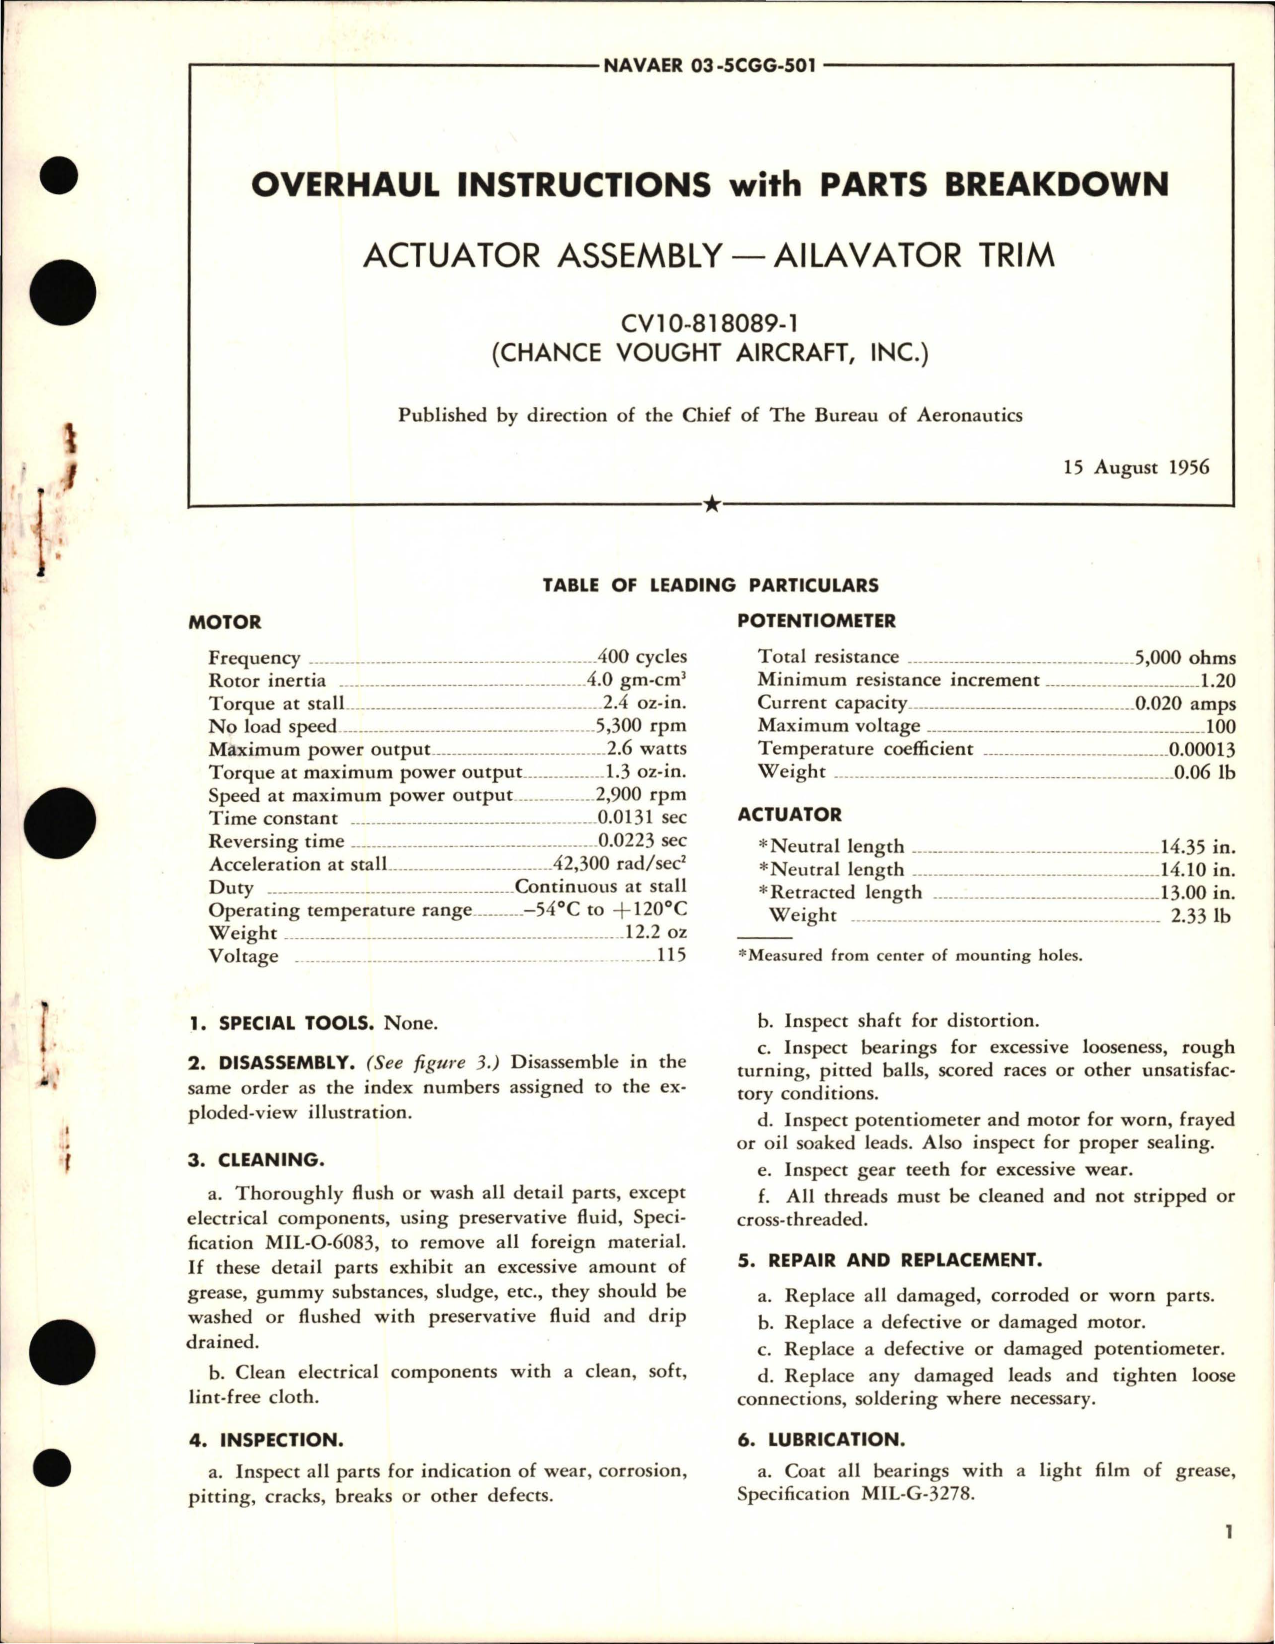 NAVAER 03-5CGG-501
OVERHAUL INSTRUCTIONS with PARTS BREAKDOWN
ACTUATOR ASSEMBLY — AILAVATOR TRIM
CV10-818089-1
(CHANCE VOUGHT AIRCRAFT, INC.)
Published by direction of the Chief of The Bureau of Aeronautics
15 August 1956
TABLE OF LEADING PARTICULARS
MOTOR
Frequency 400 cycles
Rotor inertia 4.0 gm-cm³
Torque at stall 2.4 oz-in.
No load speed 5,300 rpm
Maximum power output 2.6 watts
Torque at maximum power output 1.3 oz-in.
Speed at maximum power output 2,900 rpm
Time constant 0.0131 sec
Reversing time 0.0223 sec
Acceleration at stall 42,300 rad/sec²
Duty Continuous at stall
Operating temperature range –54°C to +120°C
Weight 12.2 oz
Voltage 115
POTENTIOMETER
Total resistance 5,000 ohms
Minimum resistance increment 1.20
Current capacity 0.020 amps
Maximum voltage 100
Temperature coefficient 0.00013
Weight 0.06 lb
ACTUATOR
*Neutral length 14.35 in.
*Neutral length 14.10 in.
*Retracted length 13.00 in.
Weight 2.33 lb
*Measured from center of mounting holes.
1. SPECIAL TOOLS. None.
2. DISASSEMBLY. (See figure 3.) Disassemble in the
same order as the index numbers assigned to the ex-
ploded-view illustration.
3. CLEANING.
a. Thoroughly flush or wash all detail parts, except
electrical components, using preservative fluid, Speci-
fication MIL-O-6083, to remove all foreign material.
If these detail parts exhibit an excessive amount of
grease, gummy substances, sludge, etc., they should be
washed or flushed with preservative fluid and drip
drained.
b. Clean electrical components with a clean, soft,
lint-free cloth.
4. INSPECTION.
a. Inspect all parts for indication of wear, corrosion,
pitting, cracks, breaks or other defects.
b. Inspect shaft for distortion.
c. Inspect bearings for excessive looseness, rough
turning, pitted balls, scored races or other unsatisfac-
tory conditions.
d. Inspect potentiometer and motor for worn, frayed
or oil soaked leads. Also inspect for proper sealing.
e. Inspect gear teeth for excessive wear.
f. All threads must be cleaned and not stripped or
cross-threaded.
5. REPAIR AND REPLACEMENT.
a. Replace all damaged, corroded or worn parts.
b. Replace a defective or damaged motor.
c. Replace a defective or damaged potentiometer.
d. Replace any damaged leads and tighten loose
connections, soldering where necessary.
6. LUBRICATION.
a. Coat all bearings with a light film of grease,
Specification MIL-G-3278.
1